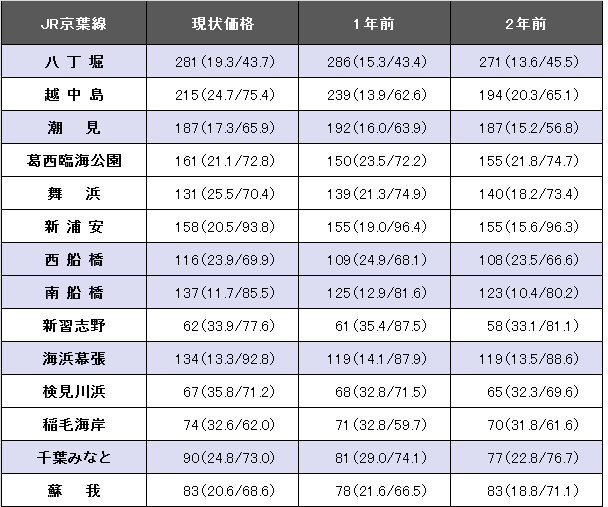 JR京葉線 現状価格 1年前 2年前
八丁堀 281(19.3/43.7) 286(15.3/43.4) 271(13.6/45.5)
越中島 215(24.7/75.4) 239(13.9/62.6) 194(20.3/65.1)
潮見 187(17.3/65.9) 192(16.0/63.9) 187(15.2/56.8)
葛西臨海公園 161(21.1/72.8) 150(23.5/72.2) 155(21.8/74.7)
舞浜 131(25.5/70.4) 139(21.3/74.9) 140(18.2/73.4)
新浦安 158(20.5/93.8) 155(19.0/96.4) 155(15.6/96.3)
西船橋 116(23.9/69.9) 109(24.9/68.1) 108(23.5/66.6)
南船橋 137(11.7/85.5) 125(12.9/81.6) 123(10.4/80.2)
新習志野 62(33.9/77.6) 61(35.4/87.5) 58(33.1/81.1)
海浜幕張 134(13.3/92.8) 119(14.1/87.9) 119(13.5/88.6)
検見川浜 67(35.8/71.2) 68(32.8/71.5) 65(32.3/69.6)
稲毛海岸 74(32.6/62.0) 71(32.8/59.7) 70(31.8/61.6)
千葉みなと 90(24.8/73.0) 81(29.0/74.1) 77(22.8/76.7)
蘇我 83(20.6/68.6) 78(21.6/66.5) 83(18.8/71.1)